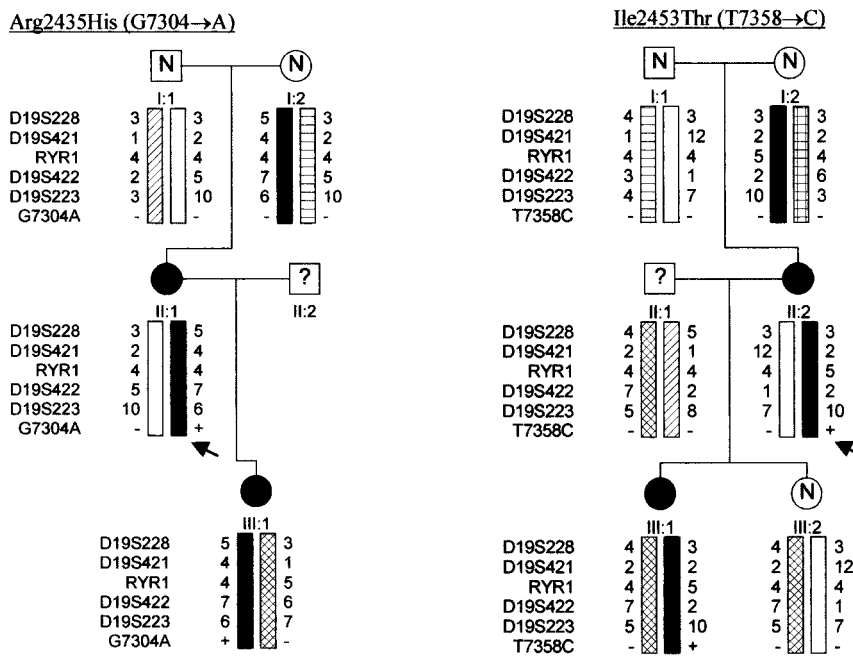 Arg2435His (G7304→A)
N N
I:1 I:2
D19S228 3 3 5 3
D19S421 1 2 4 2
RYR1 4 4 4 4
D19S422 2 5 7 5
D19S223 3 10 6 10
G7304A - - - -
?
II:1 II:2
D19S228 3 5
D19S421 2 4
RYR1 4 4
D19S422 5 7
D19S223 10 6
G7304A - +
III:1
D19S228 5 3
D19S421 4 1
RYR1 4 5
D19S422 7 6
D19S223 6 7
G7304A + -
Ile2453Thr (T7358→C)
N N
I:1 I:2
D19S228 4 3 3 3
D19S421 1 12 2 2
RYR1 4 4 5 4
D19S422 3 1 2 6
D19S223 4 7 10 3
T7358C - - - -
?
II:1 II:2
D19S228 4 5 3 3
D19S421 2 1 12 2
RYR1 4 4 4 5
D19S422 7 2 1 2
D19S223 5 8 7 10
T7358C - - - +
N
III:1 III:2
D19S228 4 3 4 3
D19S421 2 2 2 12
RYR1 4 5 4 4
D19S422 7 2 7 1
D19S223 5 10 5 7
T7358C - + - -